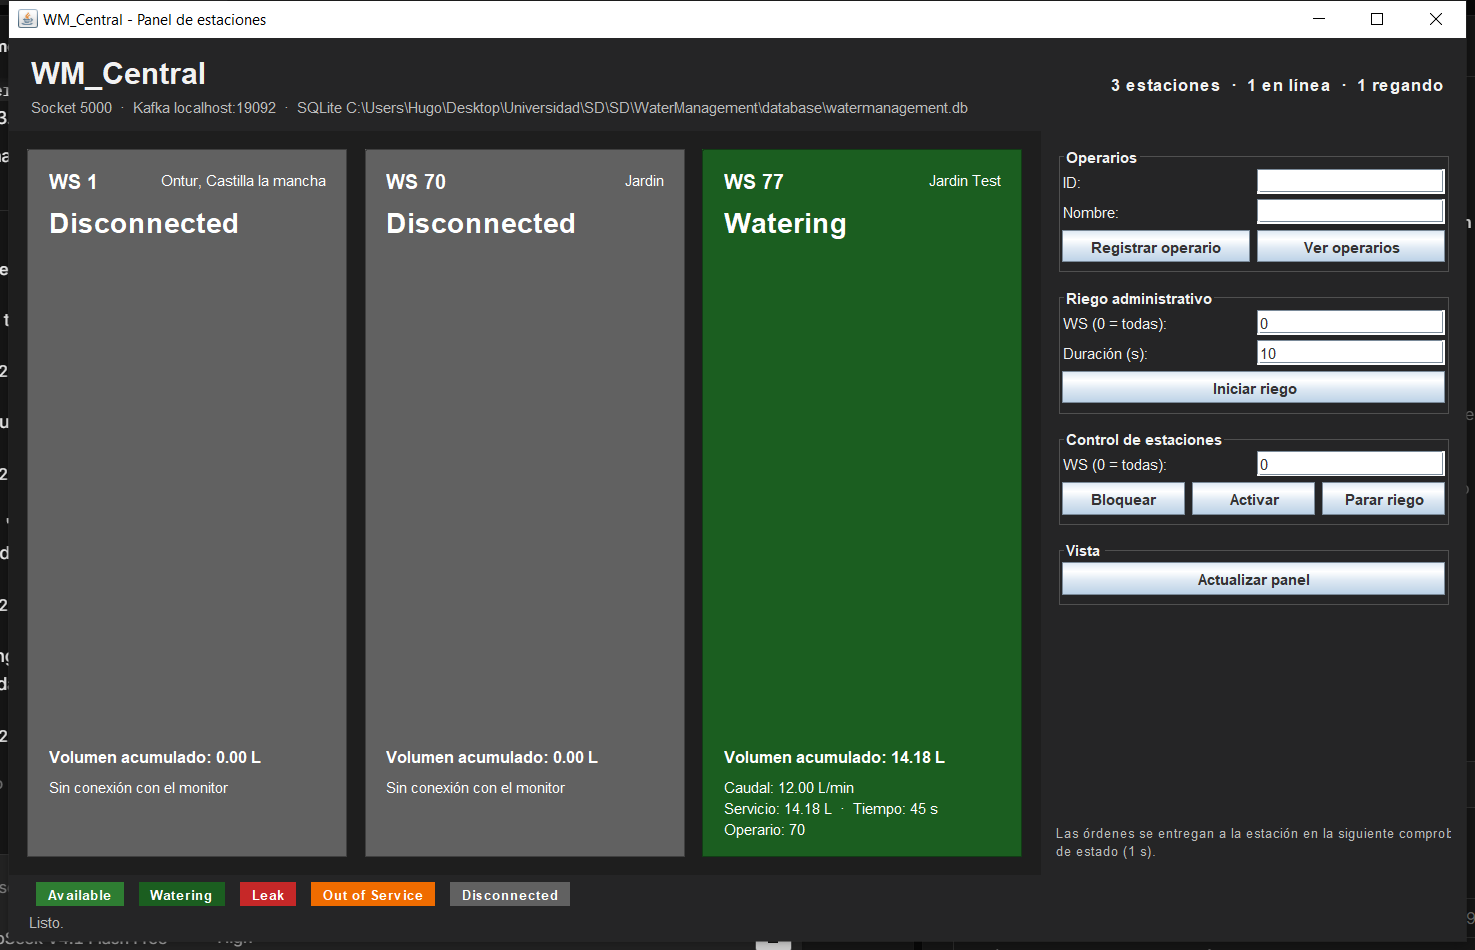 WM_Central - Panel de estaciones
WM_Central
Socket 5000 · Kafka localhost:19092 · SQLite C:\Users\Hugo\Desktop\Universidad\SD\SD\WaterManagement\database\watermanagement.db
3 estaciones · 1 en línea · 1 regando
WS 1 Ontur, Castilla la mancha
Disconnected
Volumen acumulado: 0.00 L
Sin conexión con el monitor
WS 70 Jardin
Disconnected
Volumen acumulado: 0.00 L
Sin conexión con el monitor
WS 77 Jardin Test
Watering
Volumen acumulado: 14.18 L
Caudal: 12.00 L/min
Servicio: 14.18 L · Tiempo: 45 s
Operario: 70
Operarios
ID:
Nombre:
Registrar operario Ver operarios
Riego administrativo
WS (0 = todas): 0
Duración (s): 10
Iniciar riego
Control de estaciones
WS (0 = todas): 0
Bloquear Activar Parar riego
Vista
Actualizar panel
Las órdenes se entregan a la estación en la siguiente comprob
de estado (1 s).
Available Watering Leak Out of Service Disconnected
Listo.